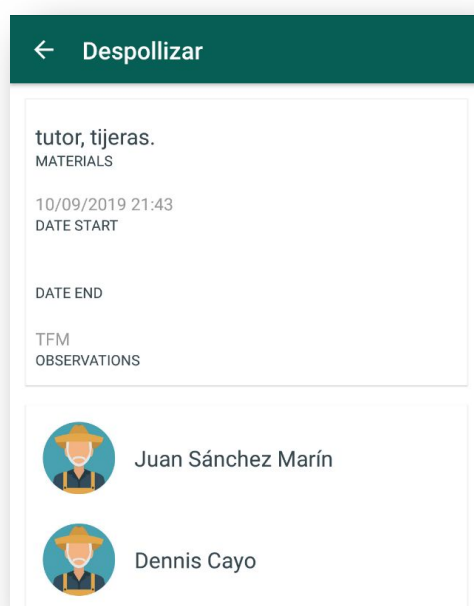 Despollizar
tutor, tijeras.
MATERIALS
10/09/2019 21:43
DATE START
DATE END
TFM
OBSERVATIONS
Juan Sánchez Marín
Dennis Cayo